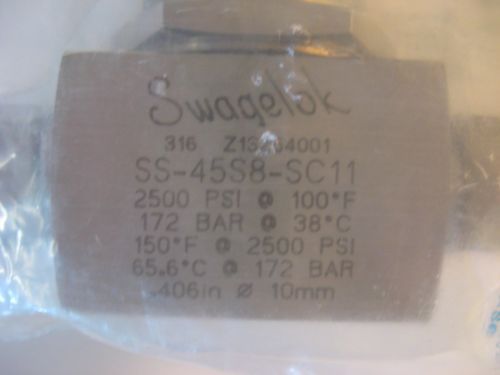 Swagelok
316 Z13264001
SS-45S8-SC11
2500 PSI @ 100°F
172 BAR @ 38°C
150°F @ 2500 PSI
65.6°C @ 172 BAR
.406in Ø 10mm